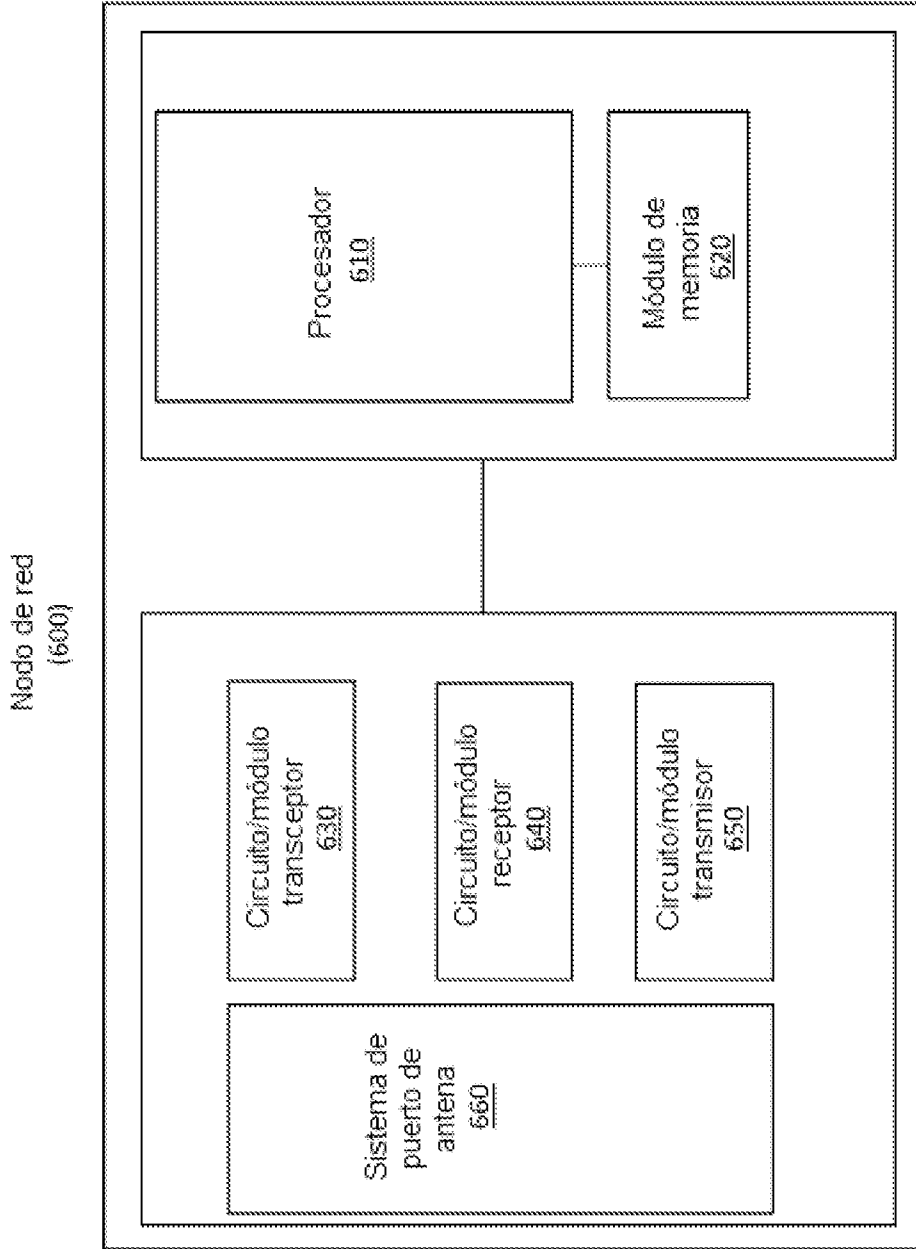 Nodo de red
(600)
Circuito/módulo
transceptor
630
Circuito/módulo
receptor
640
Circuito/módulo
transmisor
650
Sistema de
puerto de
antena
660
Procesador
610
Módulo de
memoria
620